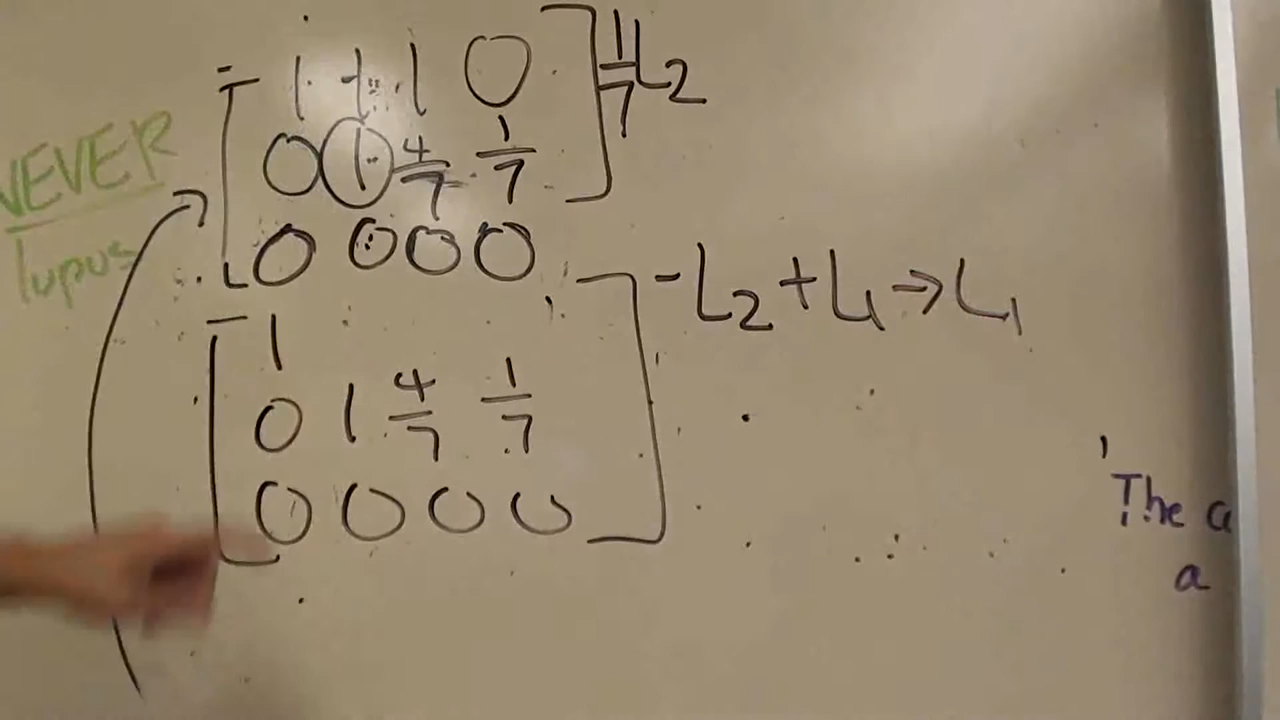 NEVER
lupus
1 1 1 0
0 1 4/7 1/7
0 0 0 0
1/7 L2
-L2 + L1 → L1
1
0 1 4/7 1/7
0 0 0 0
The
a